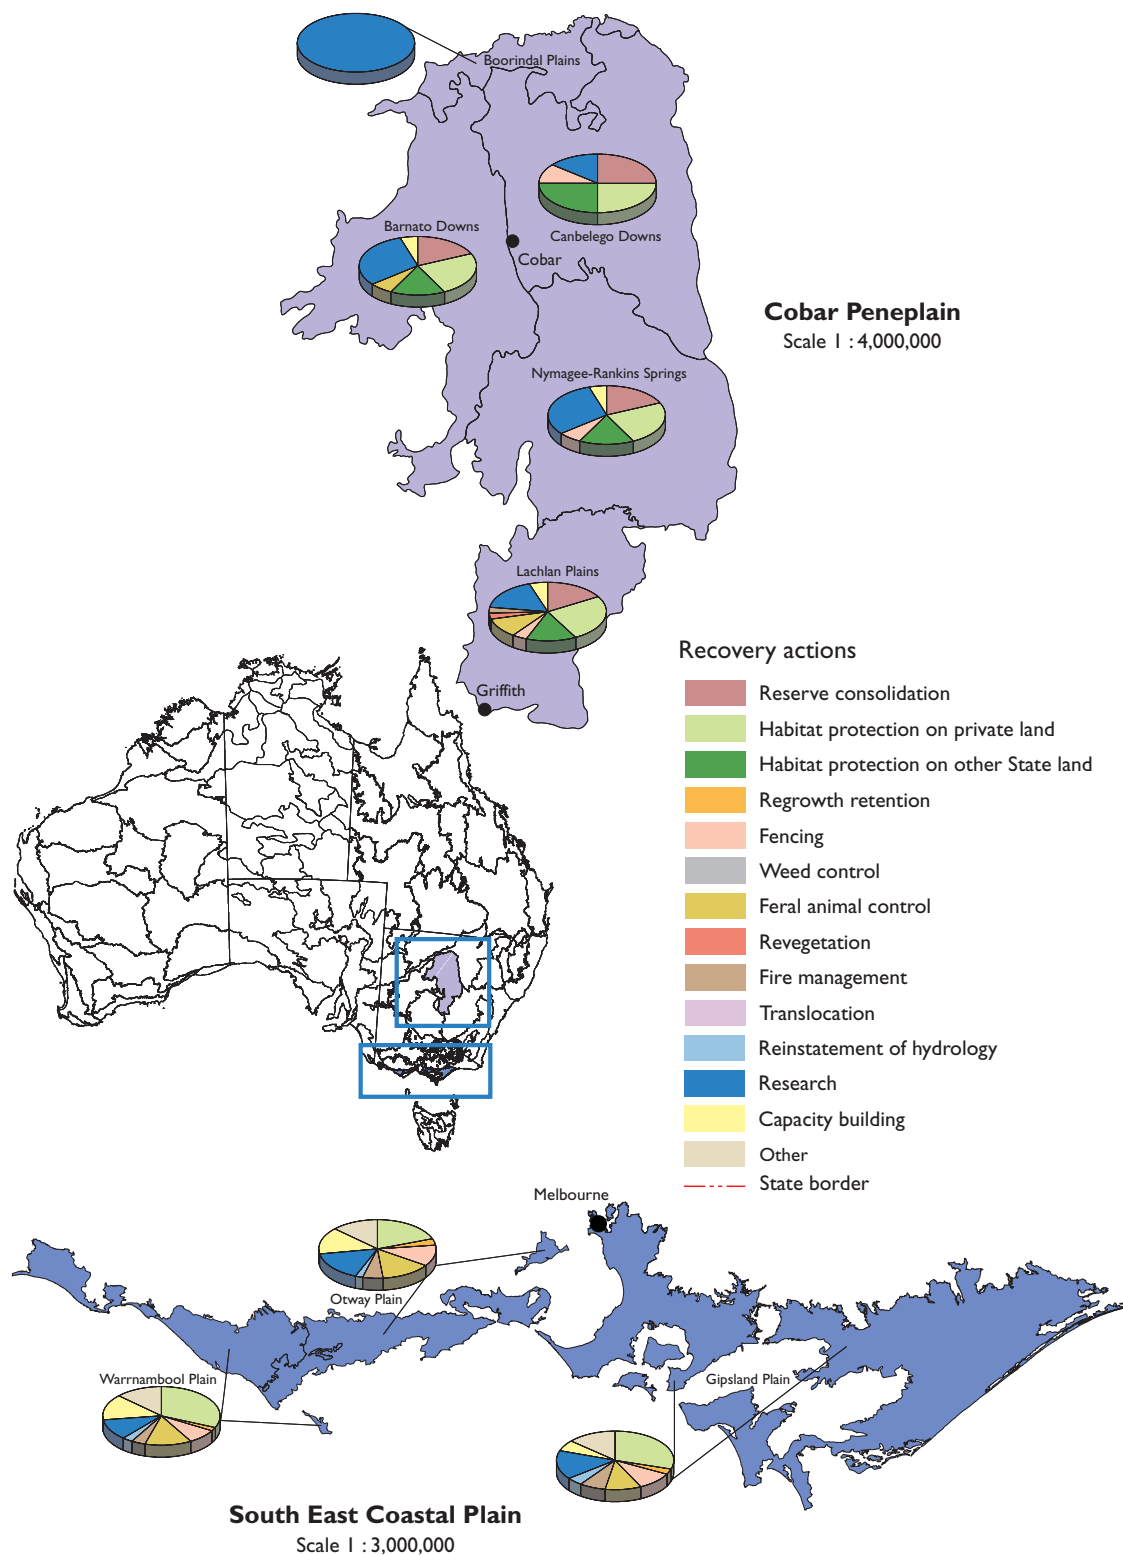 Boorindal Plains
Canbelego Downs
Barnato Downs
Cobar
Cobar Peneplain
Scale 1 : 4,000,000
Nymagee-Rankins Springs
Lachlan Plains
Griffith
Recovery actions
Reserve consolidation
Habitat protection on private land
Habitat protection on other State land
Regrowth retention
Fencing
Weed control
Feral animal control
Revegetation
Fire management
Translocation
Reinstatement of hydrology
Research
Capacity building
Other
State border
Melbourne
Otway Plain
Warrnambool Plain
Gipsland Plain
South East Coastal Plain
Scale 1 : 3,000,000